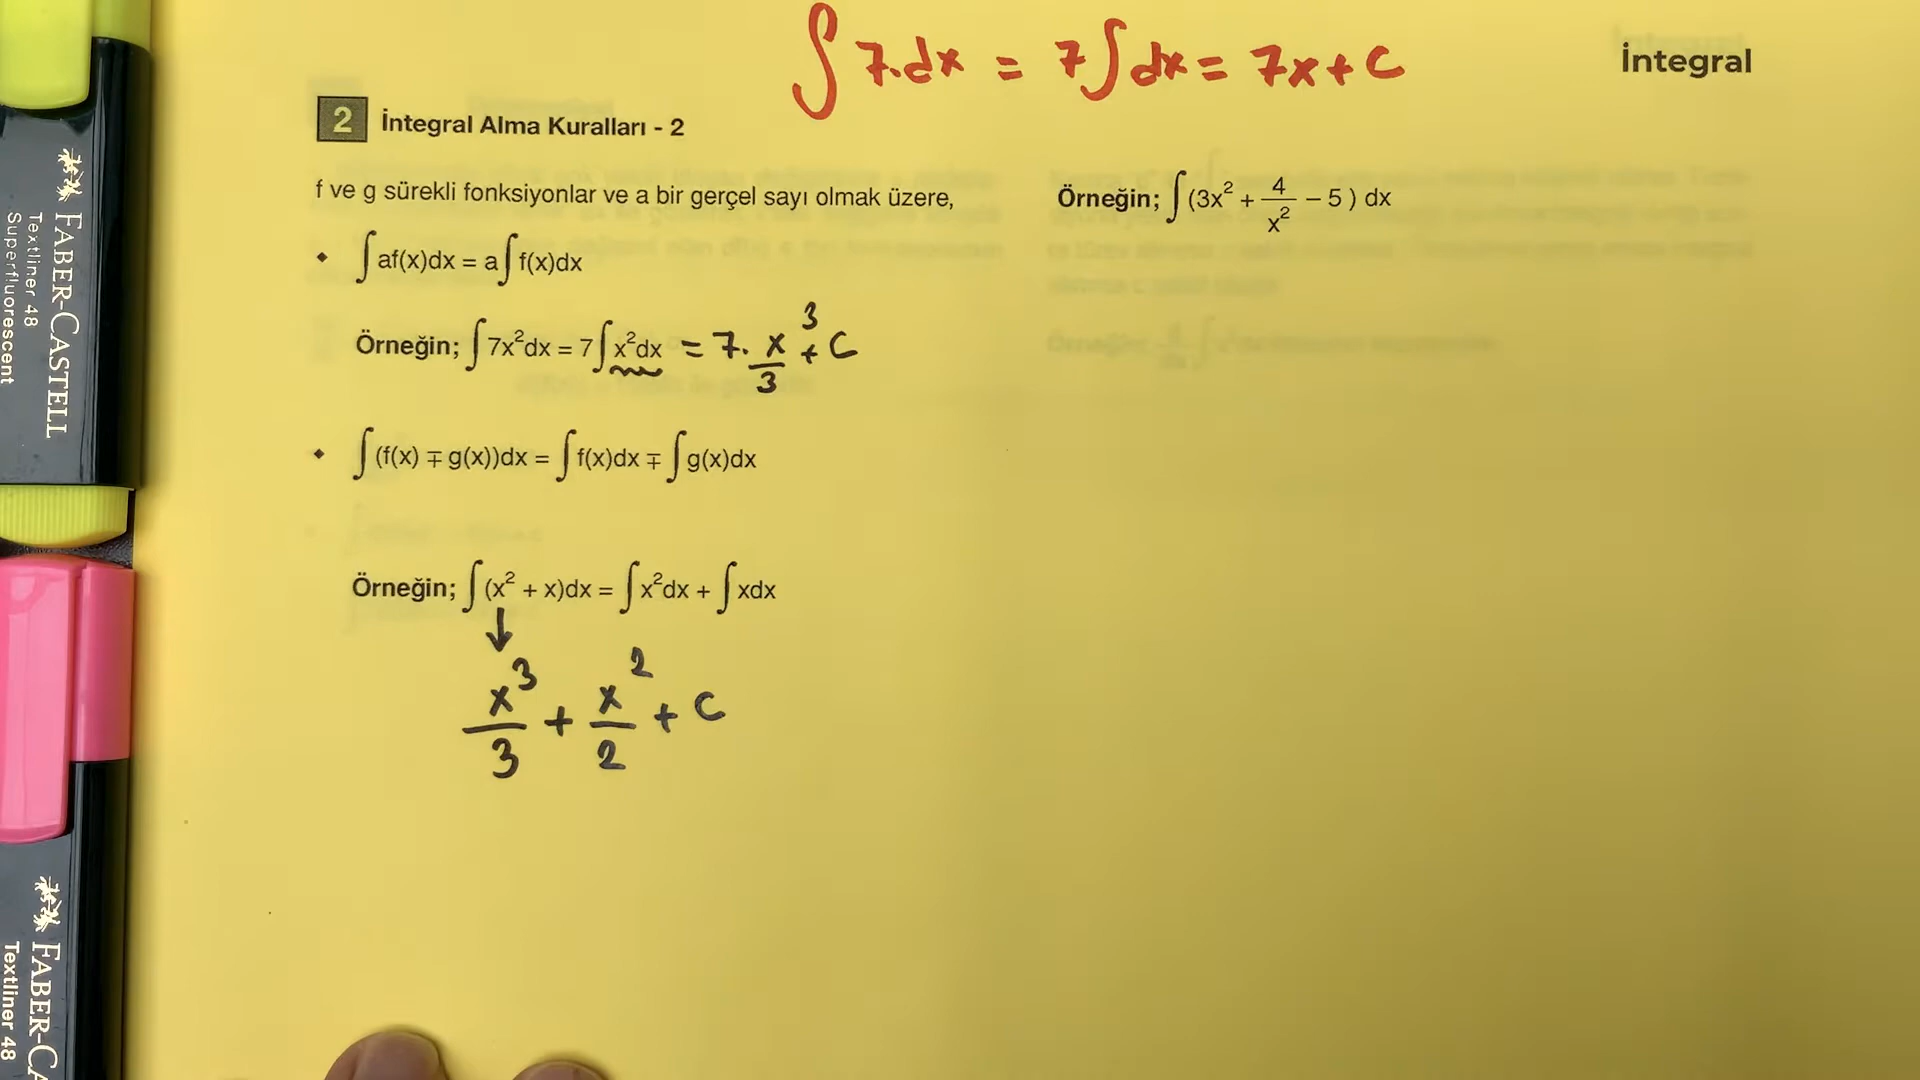 ∫7.dx = 7∫dx = 7x + c
İntegral
2 İntegral Alma Kuralları - 2
f ve g sürekli fonksiyonlar ve a bir gerçel sayı olmak üzere,
• ∫af(x)dx = a∫f(x)dx
Örneğin; ∫7x²dx = 7∫x²dx = 7. x³/3 + C
• ∫(f(x) ∓ g(x))dx = ∫f(x)dx ∓ ∫g(x)dx
Örneğin; ∫(x² + x)dx = ∫x²dx + ∫xdx
↓
x³/3 + x²/2 + C
Örneğin; ∫(3x² + 4/x² - 5) dx
FABER-CASTELL
Textliner 48
Superfluorescent
FABER-CA
Textliner 48